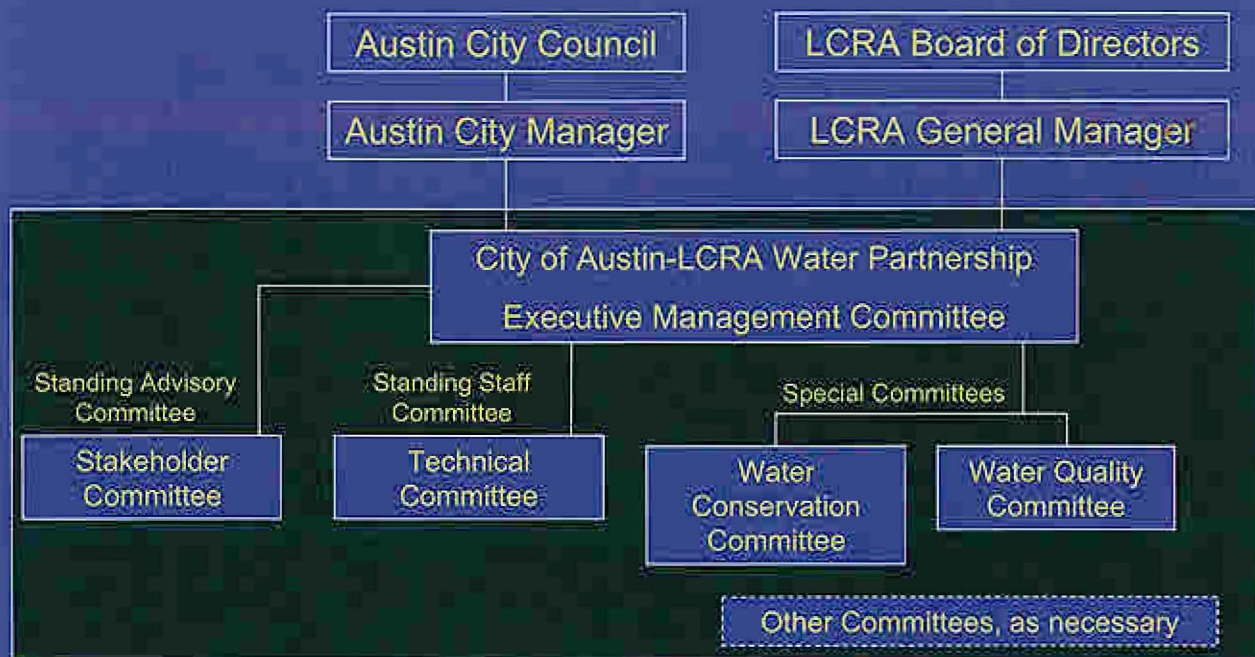 Austin City Council
LCRA Board of Directors
Austin City Manager
LCRA General Manager
City of Austin-LCRA Water Partnership
Executive Management Committee
Standing Advisory
Committee
Stakeholder
Committee
Standing Staff
Committee
Technical
Committee
Special Committees
Water
Conservation
Committee
Water Quality
Committee
Other Committees, as necessary